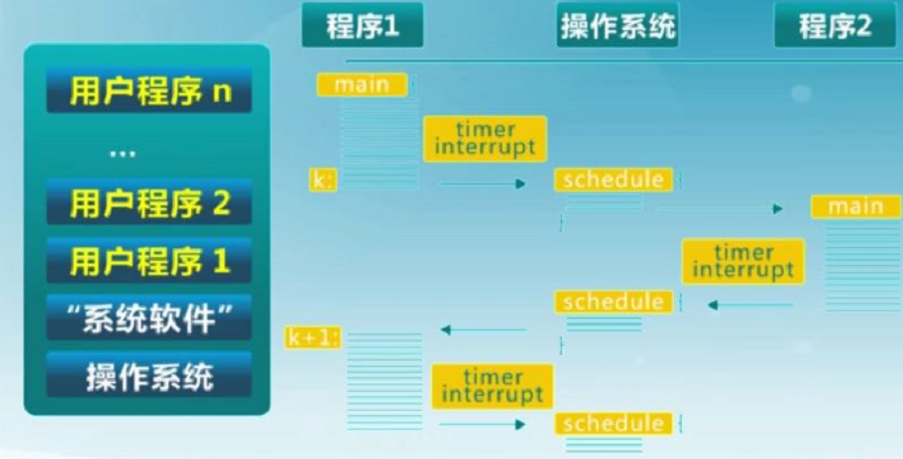 用户程序 n
...
用户程序 2
用户程序 1
“系统软件”
操作系统
程序1
操作系统
程序2
main {
timer
interrupt
k:
schedule {
}
main
timer
interrupt
schedule {
}
k+1:
timer
interrupt
schedule {